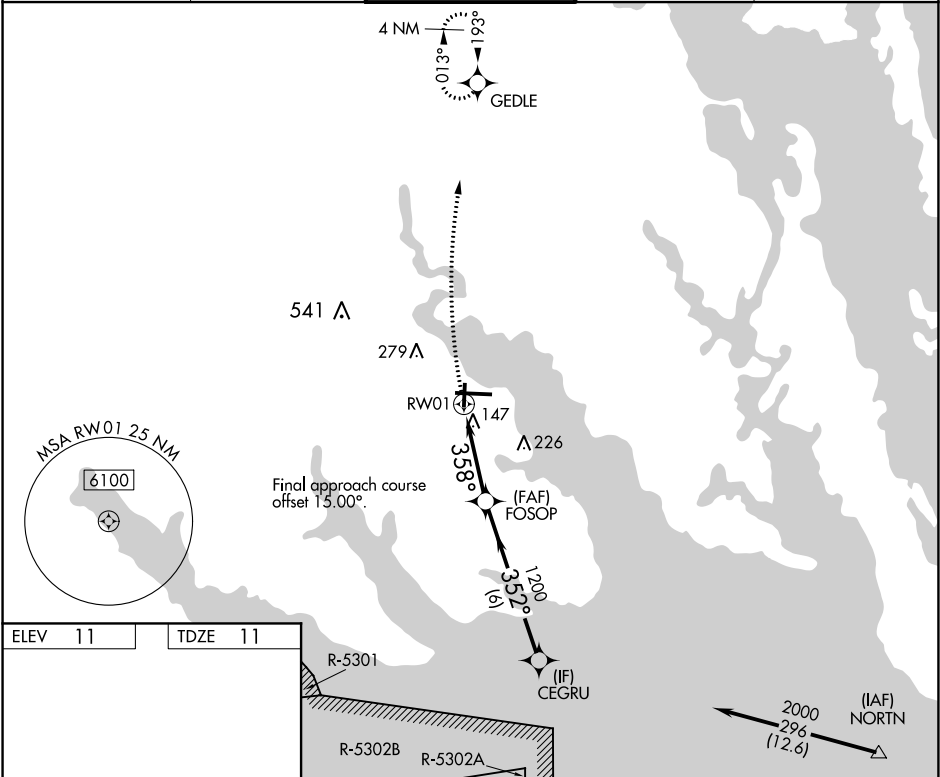 4 NM
193°
013°
GEDLE
541
279
RW01
147
226
MSA RW01 25 NM
6100
Final approach course
offset 15.00°.
358°
(FAF)
FOSOP
1200
352°
(6)
(IF)
CEGRU
ELEV 11
TDZE 11
R-5301
R-5302B
R-5302A
2000
296
(12.6)
(IAF)
NORTN